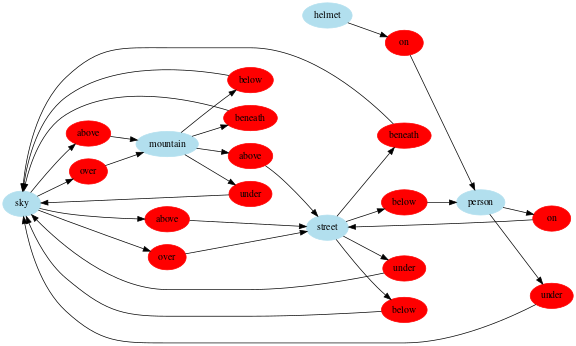 helmet
on
below
beneath
above
mountain
beneath
above
over
under
sky
above
below
person
street
on
over
under
under
below